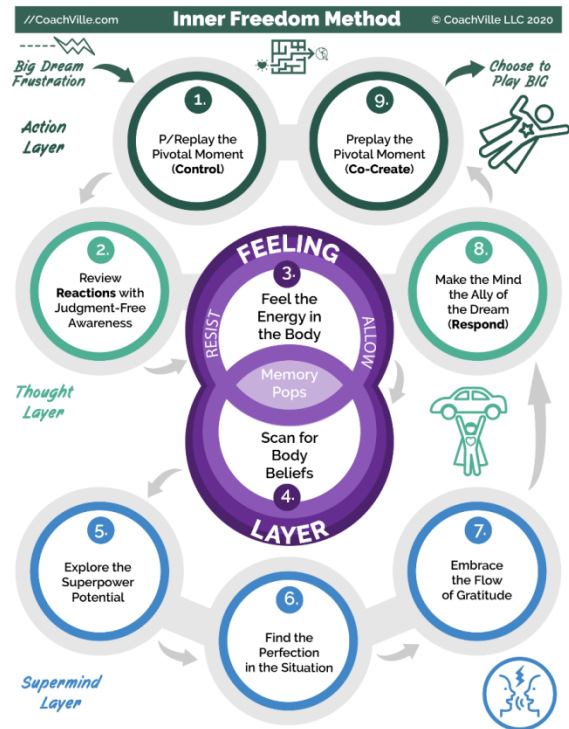 //CoachVille.com
Inner Freedom Method
© CoachVille LLC 2020
Big Dream
Frustration
Choose to
Play BIG
Action
Layer
1.
P/Replay the
Pivotal Moment
(Control)
9.
Preplay the
Pivotal Moment
(Co-Create)
2.
Review
Reactions with
Judgment-Free
Awareness
FEELING
3.
Feel the
Energy in
the Body
RESIST
ALLOW
Memory
Pops
Scan for
Body
Beliefs
4.
LAYER
8.
Make the Mind
the Ally of
the Dream
(Respond)
Thought
Layer
5.
Explore the
Superpower
Potential
6.
Find the
Perfection
in the Situation
7.
Embrace
the Flow
of Gratitude
Supermind
Layer